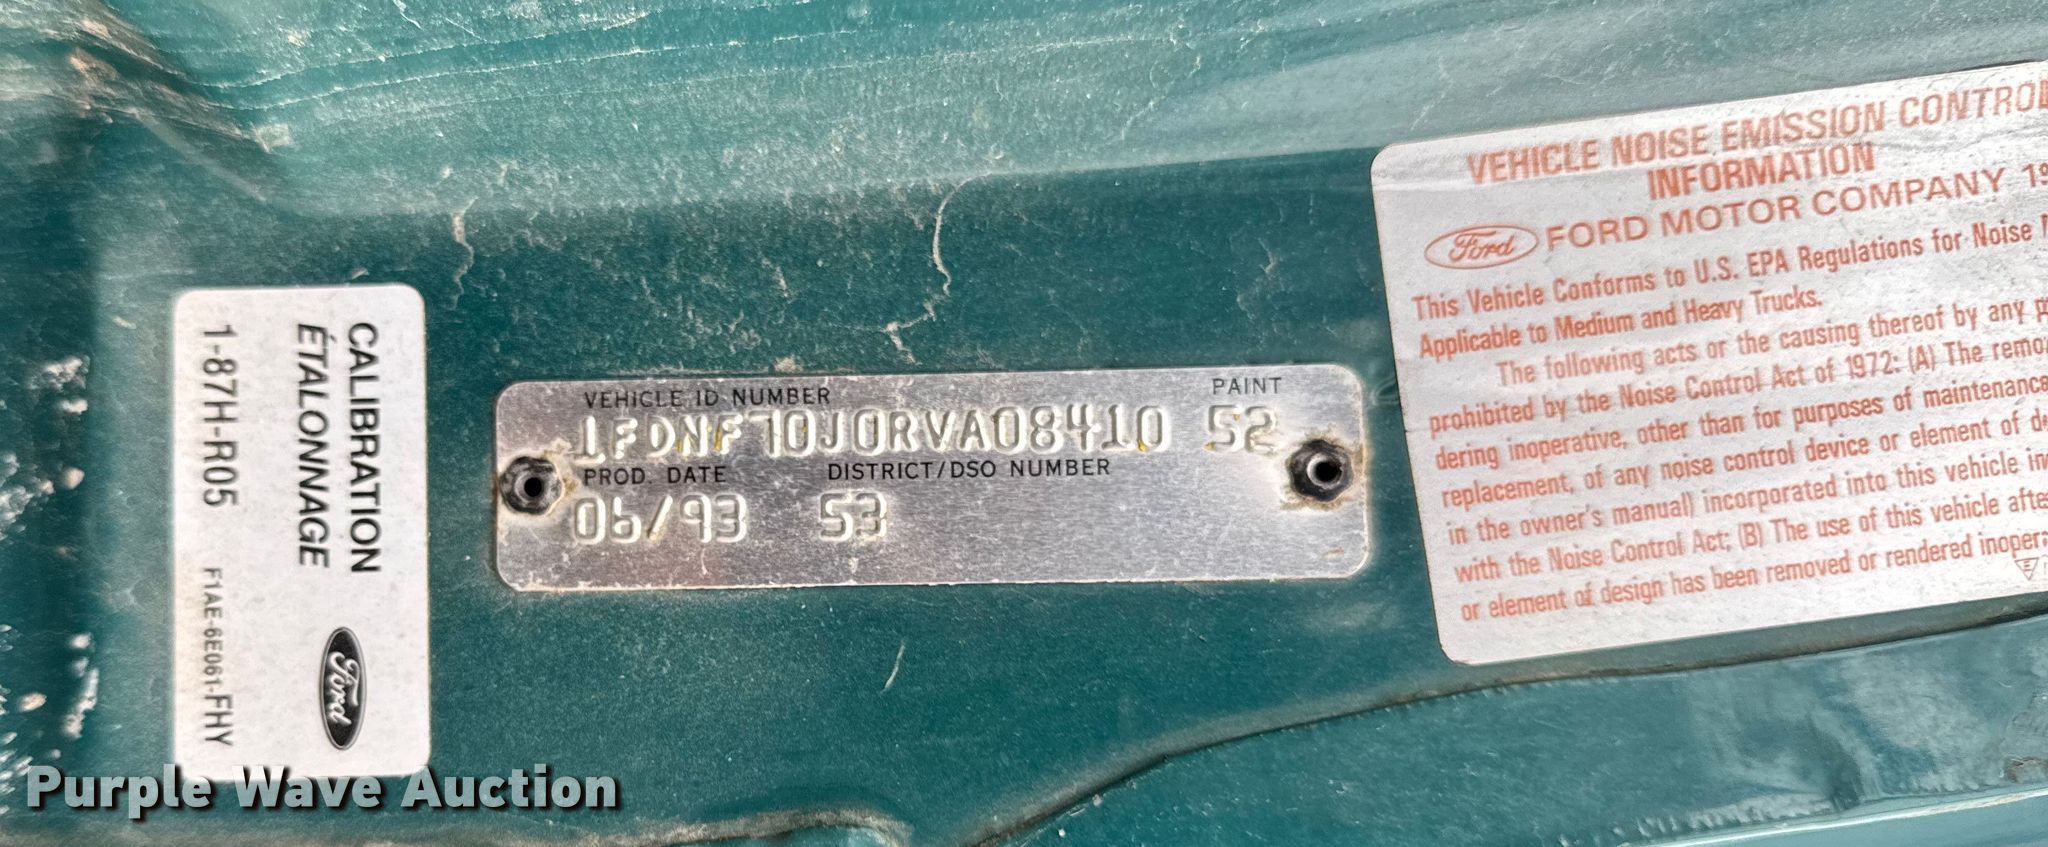 CALIBRATION
ÉTALONNAGE
Ford
1-87H-R05 F1AE-6E061-FHY
VEHICLE ID NUMBER PAINT
1FDNF70J0RVA08410 52
PROD. DATE DISTRICT/DSO NUMBER
06/93 53
VEHICLE NOISE EMISSION CONTROL
INFORMATION
Ford FORD MOTOR COMPANY 19
This Vehicle Conforms to U.S. EPA Regulations for Noise
Applicable to Medium and Heavy Trucks.
The following acts or the causing thereof by any
prohibited by the Noise Control Act of 1972: (A) The remo
dering inoperative, other than for purposes of maintenance
replacement, of any noise control device or element of
in the owner's manual) incorporated into this vehicle in
with the Noise Control Act; (B) The use of this vehicle afte
or element of design has been removed or rendered inoper
Purple Wave Auction